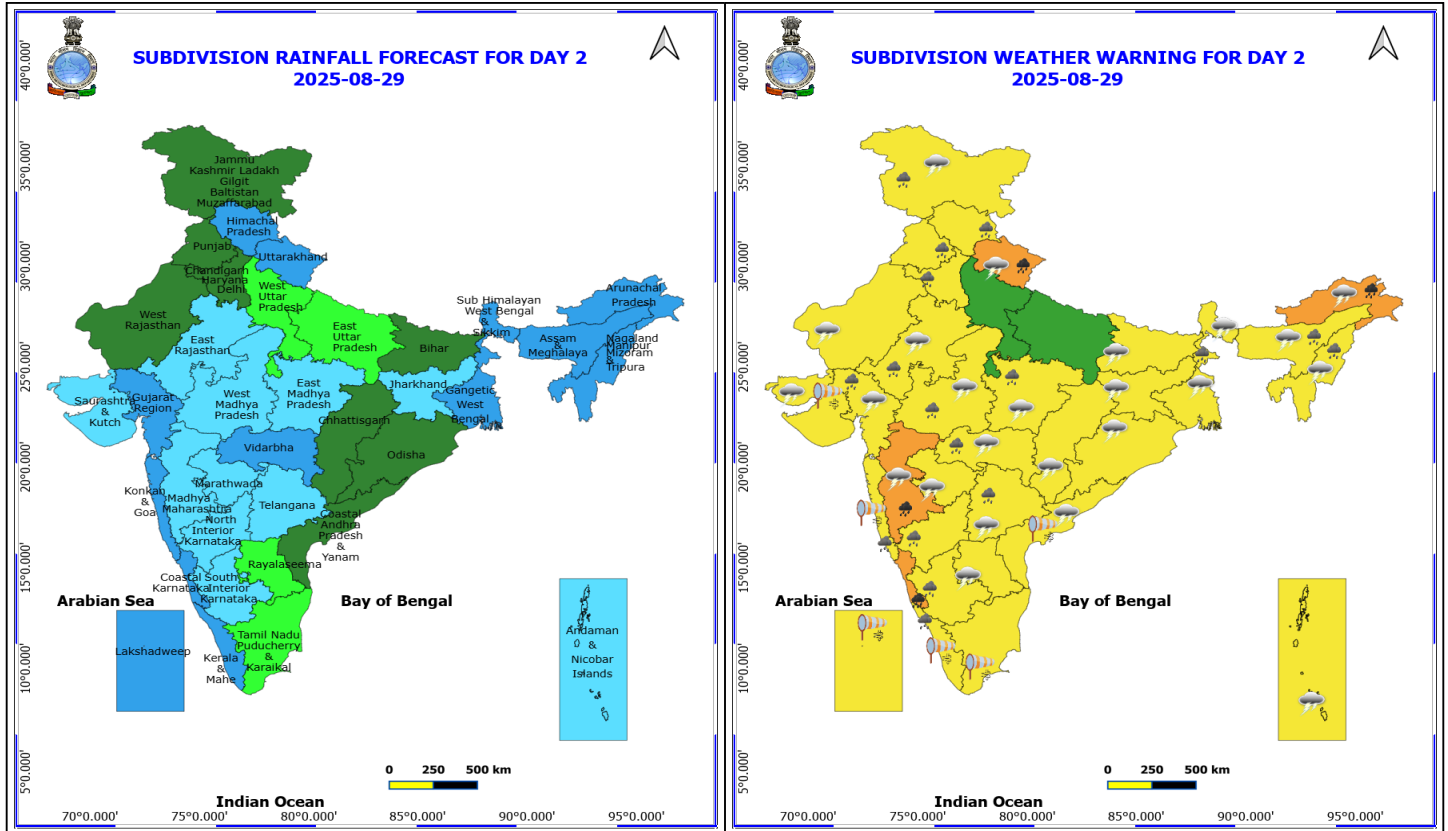 SUBDIVISION RAINFALL FORECAST FOR DAY 2
2025-08-29
40°0.000'
35°0.000'
30°0.000'
25°0.000'
20°0.000'
15°0.000'
10°0.000'
5°0.000'
Jammu
Kashmir Ladakh
Gilgit
Baltistan
Muzaffarabad
Himachal
Pradesh
Punjab
Uttarakhand
Chandigarh
Haryana
Delhi
West
Uttar
Pradesh
West
Rajasthan
East
Rajasthan
East
Uttar
Pradesh
Bihar
Sub Himalayan
West Bengal
&
Sikkim
Arunachal
Pradesh
Assam
&
Meghalaya
Nagaland
Manipur
Mizoram
&
Tripura
Saurashtra
&
Kutch
Gujarat
Region
West
Madhya
Pradesh
East
Madhya
Pradesh
Jharkhand
Gangetic
West
Bengal
Chhattisgarh
Odisha
Vidarbha
Konkan
&
Goa
Madhya
Maharashtra
Marathwada
Telangana
North
Interior
Karnataka
Coastal
Andhra
Pradesh
&
Yanam
Rayalaseema
Coastal
Karnataka
South
Interior
Karnataka
Tamil Nadu
Puducherry
&
Karaikal
Kerala
&
Mahe
Lakshadweep
Andaman
&
Nicobar
Islands
Arabian Sea
Bay of Bengal
Indian Ocean
0 250 500 km
70°0.000' 75°0.000' 80°0.000' 85°0.000' 90°0.000' 95°0.000'
SUBDIVISION WEATHER WARNING FOR DAY 2
2025-08-29
40°0.000'
35°0.000'
30°0.000'
25°0.000'
20°0.000'
15°0.000'
10°0.000'
5°0.000'
Arabian Sea
Bay of Bengal
Indian Ocean
0 250 500 km
70°0.000' 75°0.000' 80°0.000' 85°0.000' 90°0.000' 95°0.000'